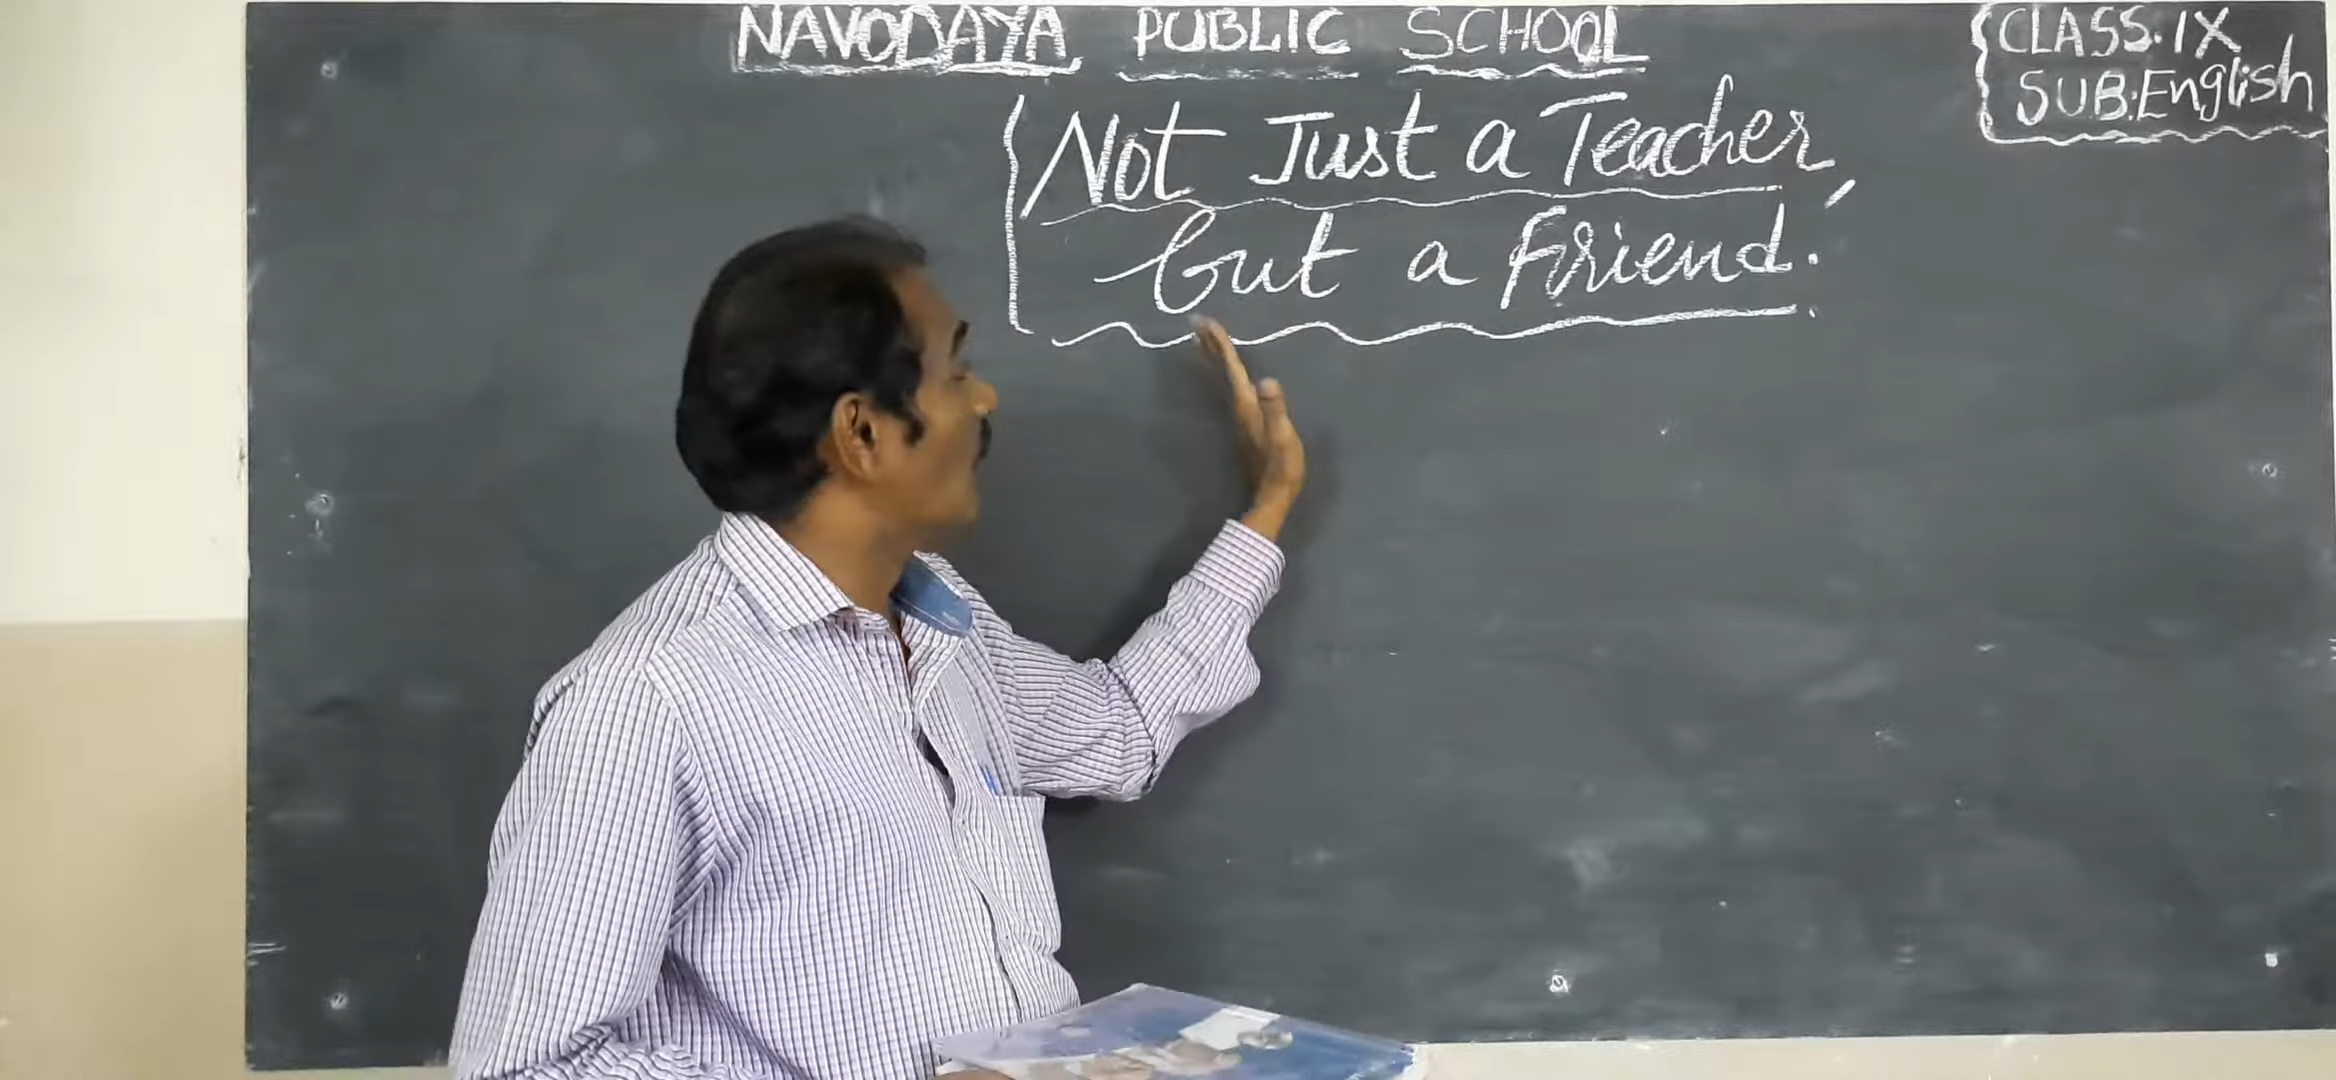 NAVODAYA PUBLIC SCHOOL
CLASS.IX
SUB:English
Not Just a Teacher,
but a Friend.